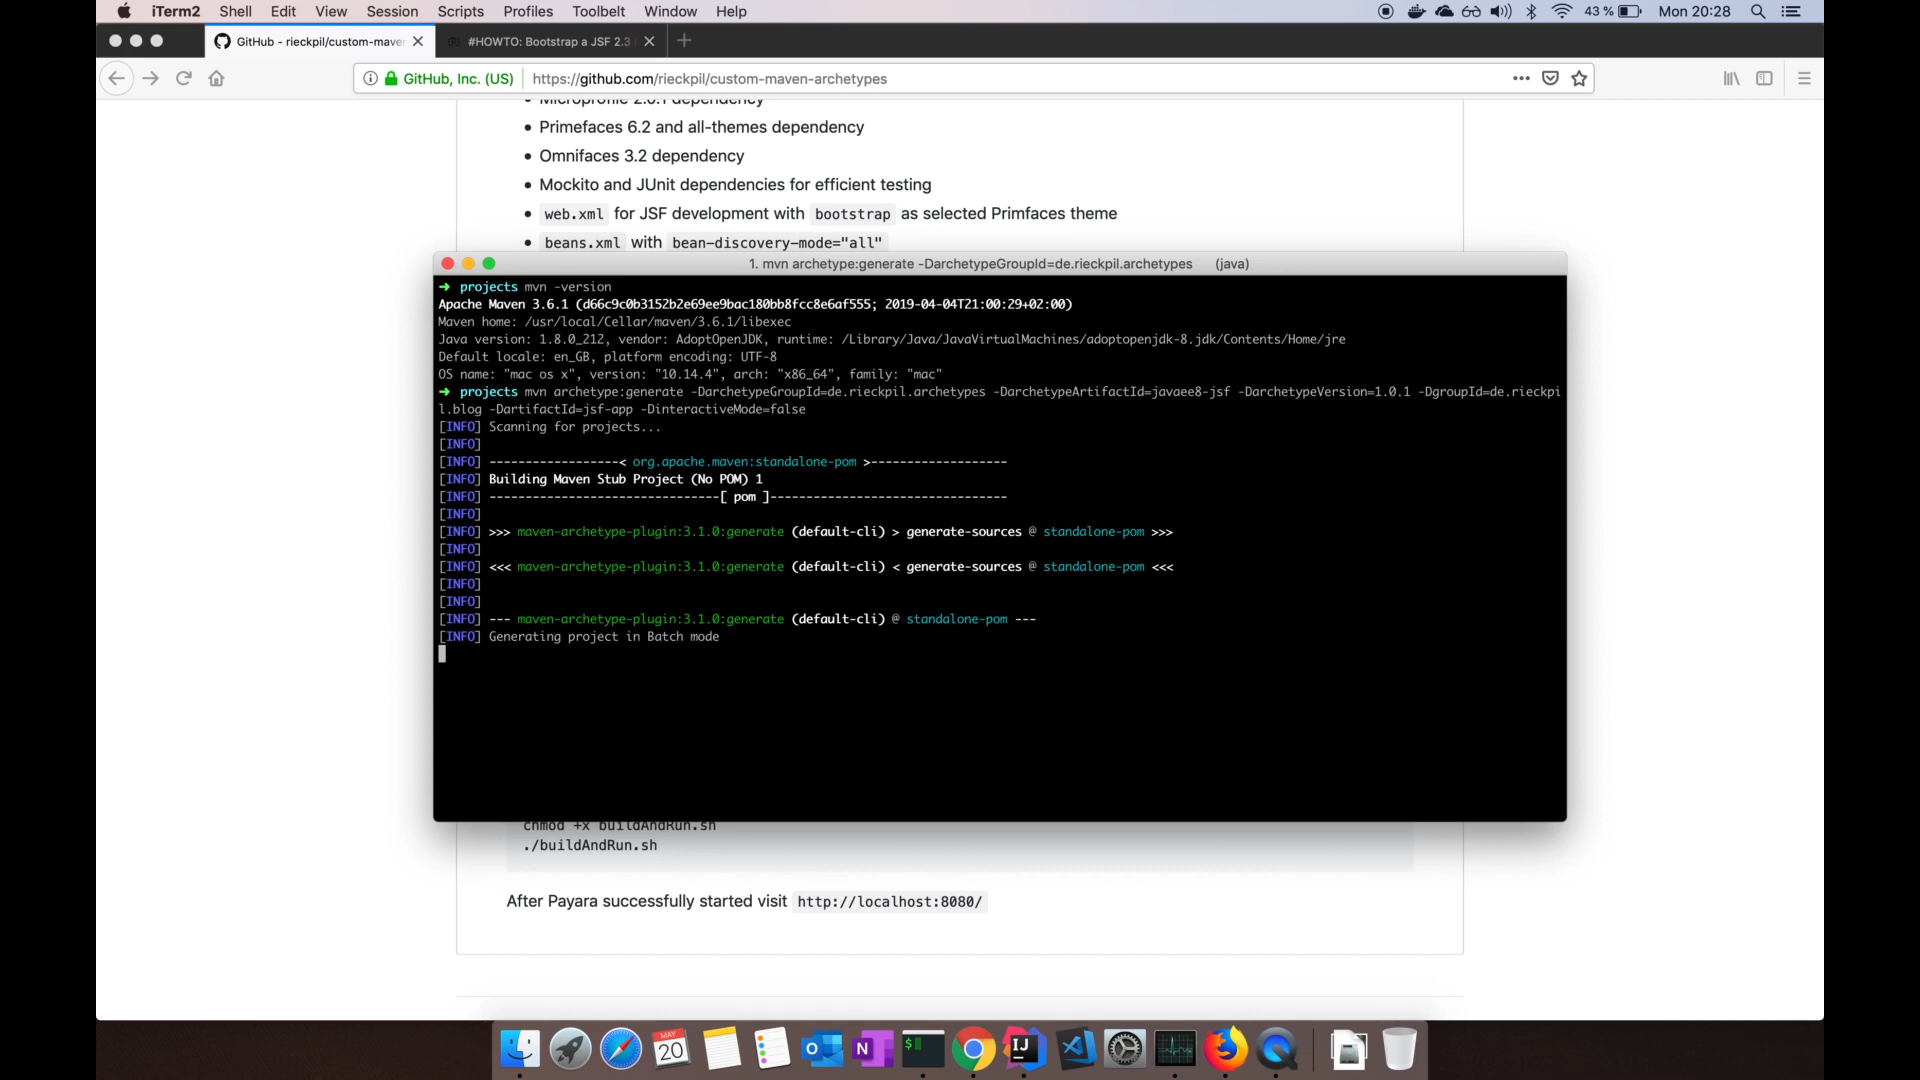 iTerm2 Shell Edit View Session Scripts Profiles Toolbelt Window Help 43 % Mon 20:28
GitHub - rieckpil/custom-mave #HOWTO: Bootstrap a JSF 2.3
GitHub, Inc. (US) https://github.com/rieckpil/custom-maven-archetypes
• Microprofile 2.0.1 dependency
• Primefaces 6.2 and all-themes dependency
• Omnifaces 3.2 dependency
• Mockito and JUnit dependencies for efficient testing
• web.xml for JSF development with bootstrap as selected Primfaces theme
• beans.xml with bean-discovery-mode="all"
1. mvn archetype:generate -DarchetypeGroupId=de.rieckpil.archetypes (java)
➜ projects mvn -version
Apache Maven 3.6.1 (d66c9c0b3152b2e69ee9bac180bb8fcc8e6af555; 2019-04-04T21:00:29+02:00)
Maven home: /usr/local/Cellar/maven/3.6.1/libexec
Java version: 1.8.0_212, vendor: AdoptOpenJDK, runtime: /Library/Java/JavaVirtualMachines/adoptopenjdk-8.jdk/Contents/Home/jre
Default locale: en_GB, platform encoding: UTF-8
OS name: "mac os x", version: "10.14.4", arch: "x86_64", family: "mac"
➜ projects mvn archetype:generate -DarchetypeGroupId=de.rieckpil.archetypes -DarchetypeArtifactId=javaee8-jsf -DarchetypeVersion=1.0.1 -DgroupId=de.rieckpi
l.blog -DartifactId=jsf-app -DinteractiveMode=false
[INFO] Scanning for projects...
[INFO]
[INFO] ------------------< org.apache.maven:standalone-pom >-------------------
[INFO] Building Maven Stub Project (No POM) 1
[INFO] --------------------------------[ pom ]---------------------------------
[INFO]
[INFO] >>> maven-archetype-plugin:3.1.0:generate (default-cli) > generate-sources @ standalone-pom >>>
[INFO]
[INFO] <<< maven-archetype-plugin:3.1.0:generate (default-cli) < generate-sources @ standalone-pom <<<
[INFO]
[INFO]
[INFO] --- maven-archetype-plugin:3.1.0:generate (default-cli) @ standalone-pom ---
[INFO] Generating project in Batch mode
chmod +x buildAndRun.sh
./buildAndRun.sh
After Payara successfully started visit http://localhost:8080/
MAY
20
O
N
$
IJ